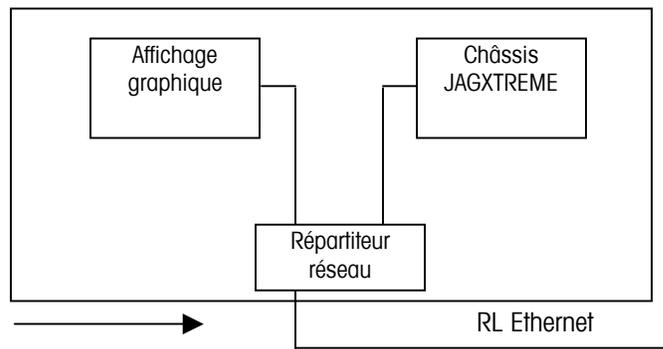 Affichage
graphique
Châssis
JAGXTREME
Répartiteur
réseau
RL Ethernet